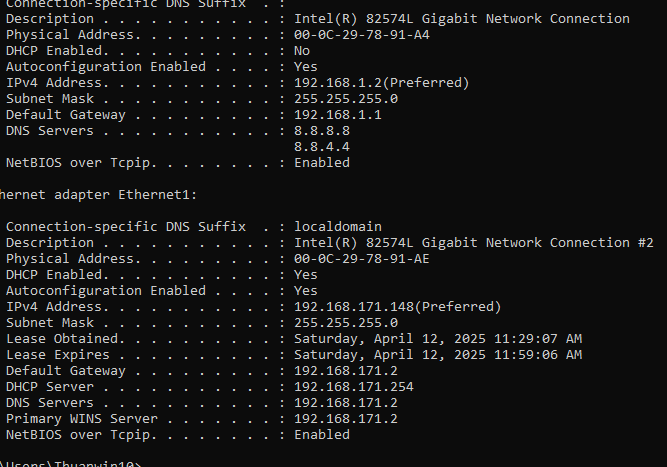 Connection-specific DNS Suffix  . :
Description . . . . . . . . . . . : Intel(R) 82574L Gigabit Network Connection
Physical Address. . . . . . . . . : 00-0C-29-78-91-A4
DHCP Enabled. . . . . . . . . . . : No
Autoconfiguration Enabled . . . . : Yes
IPv4 Address. . . . . . . . . . . : 192.168.1.2(Preferred)
Subnet Mask . . . . . . . . . . . : 255.255.255.0
Default Gateway . . . . . . . . . : 192.168.1.1
DNS Servers . . . . . . . . . . . : 8.8.8.8
8.8.4.4
NetBIOS over Tcpip. . . . . . . . : Enabled
hernet adapter Ethernet1:
Connection-specific DNS Suffix  . : localdomain
Description . . . . . . . . . . . : Intel(R) 82574L Gigabit Network Connection #2
Physical Address. . . . . . . . . : 00-0C-29-78-91-AE
DHCP Enabled. . . . . . . . . . . : Yes
Autoconfiguration Enabled . . . . : Yes
IPv4 Address. . . . . . . . . . . : 192.168.171.148(Preferred)
Subnet Mask . . . . . . . . . . . : 255.255.255.0
Lease Obtained. . . . . . . . . . : Saturday, April 12, 2025 11:29:07 AM
Lease Expires . . . . . . . . . . : Saturday, April 12, 2025 11:59:06 AM
Default Gateway . . . . . . . . . : 192.168.171.2
DHCP Server . . . . . . . . . . . : 192.168.171.254
DNS Servers . . . . . . . . . . . : 192.168.171.2
Primary WINS Server . . . . . . . : 192.168.171.2
NetBIOS over Tcpip. . . . . . . . : Enabled
\Users\Thuanwin10>